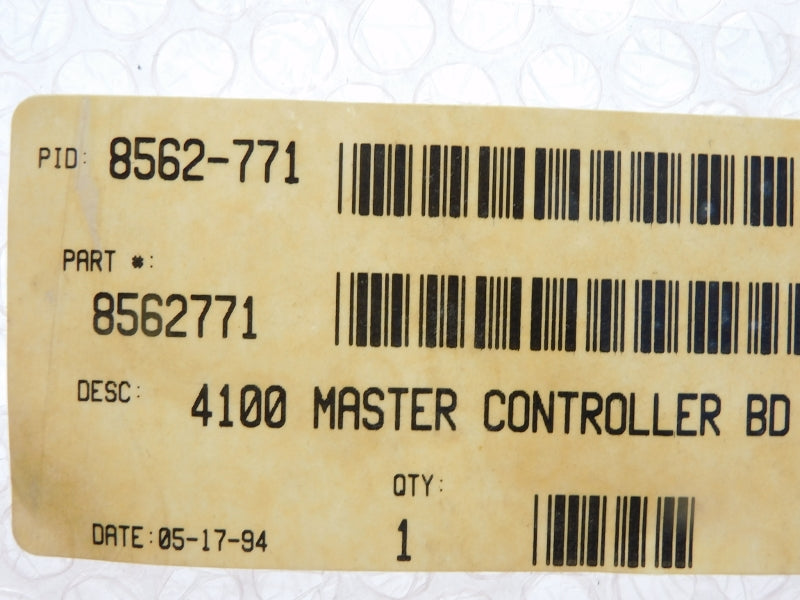 PID: 8562-771
PART #:
8562771
DESC: 4100 MASTER CONTROLLER BD
QTY:
DATE:05-17-94 1